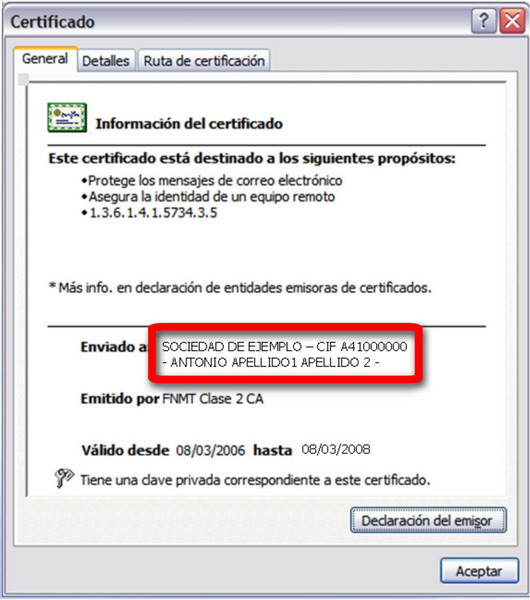 Certificado
General Detalles Ruta de certificación
Información del certificado
Este certificado está destinado a los siguientes propósitos:
•Protege los mensajes de correo electrónico
•Asegura la identidad de un equipo remoto
•1.3.6.1.4.1.5734.3.5
* Más info. en declaración de entidades emisoras de certificados.
Enviado a: SOCIEDAD DE EJEMPLO – CIF A41000000
- ANTONIO APELLIDO1 APELLIDO 2 -
Emitido por FNMT Clase 2 CA
Válido desde 08/03/2006 hasta 08/03/2008
Tiene una clave privada correspondiente a este certificado.
Declaración del emisor
Aceptar